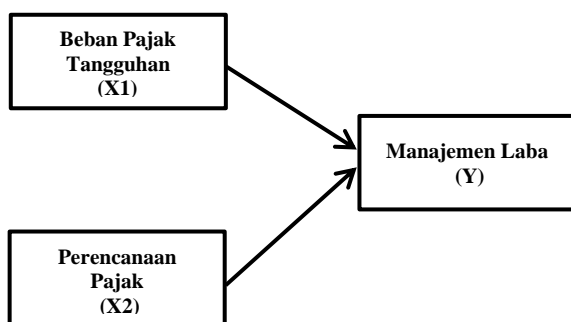 Beban Pajak
Tangguhan
(X1)
Manajemen Laba
(Y)
Perencanaan
Pajak
(X2)